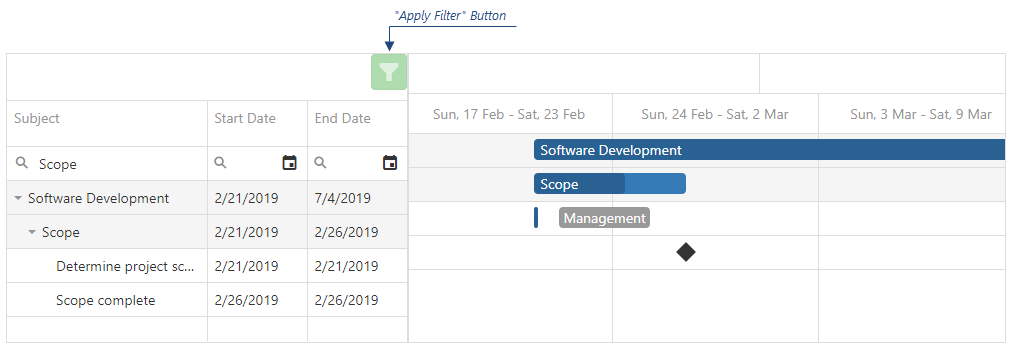 "Apply Filter" Button
Sun, 17 Feb - Sat, 23 Feb Sun, 24 Feb - Sat, 2 Mar Sun, 3 Mar - Sat, 9 Mar
Subject Start Date End Date
Software Development
Scope
Scope
Software Development 2/21/2019 7/4/2019
Management
Scope 2/21/2019 2/26/2019
Determine project sc... 2/21/2019 2/21/2019
Scope complete 2/26/2019 2/26/2019